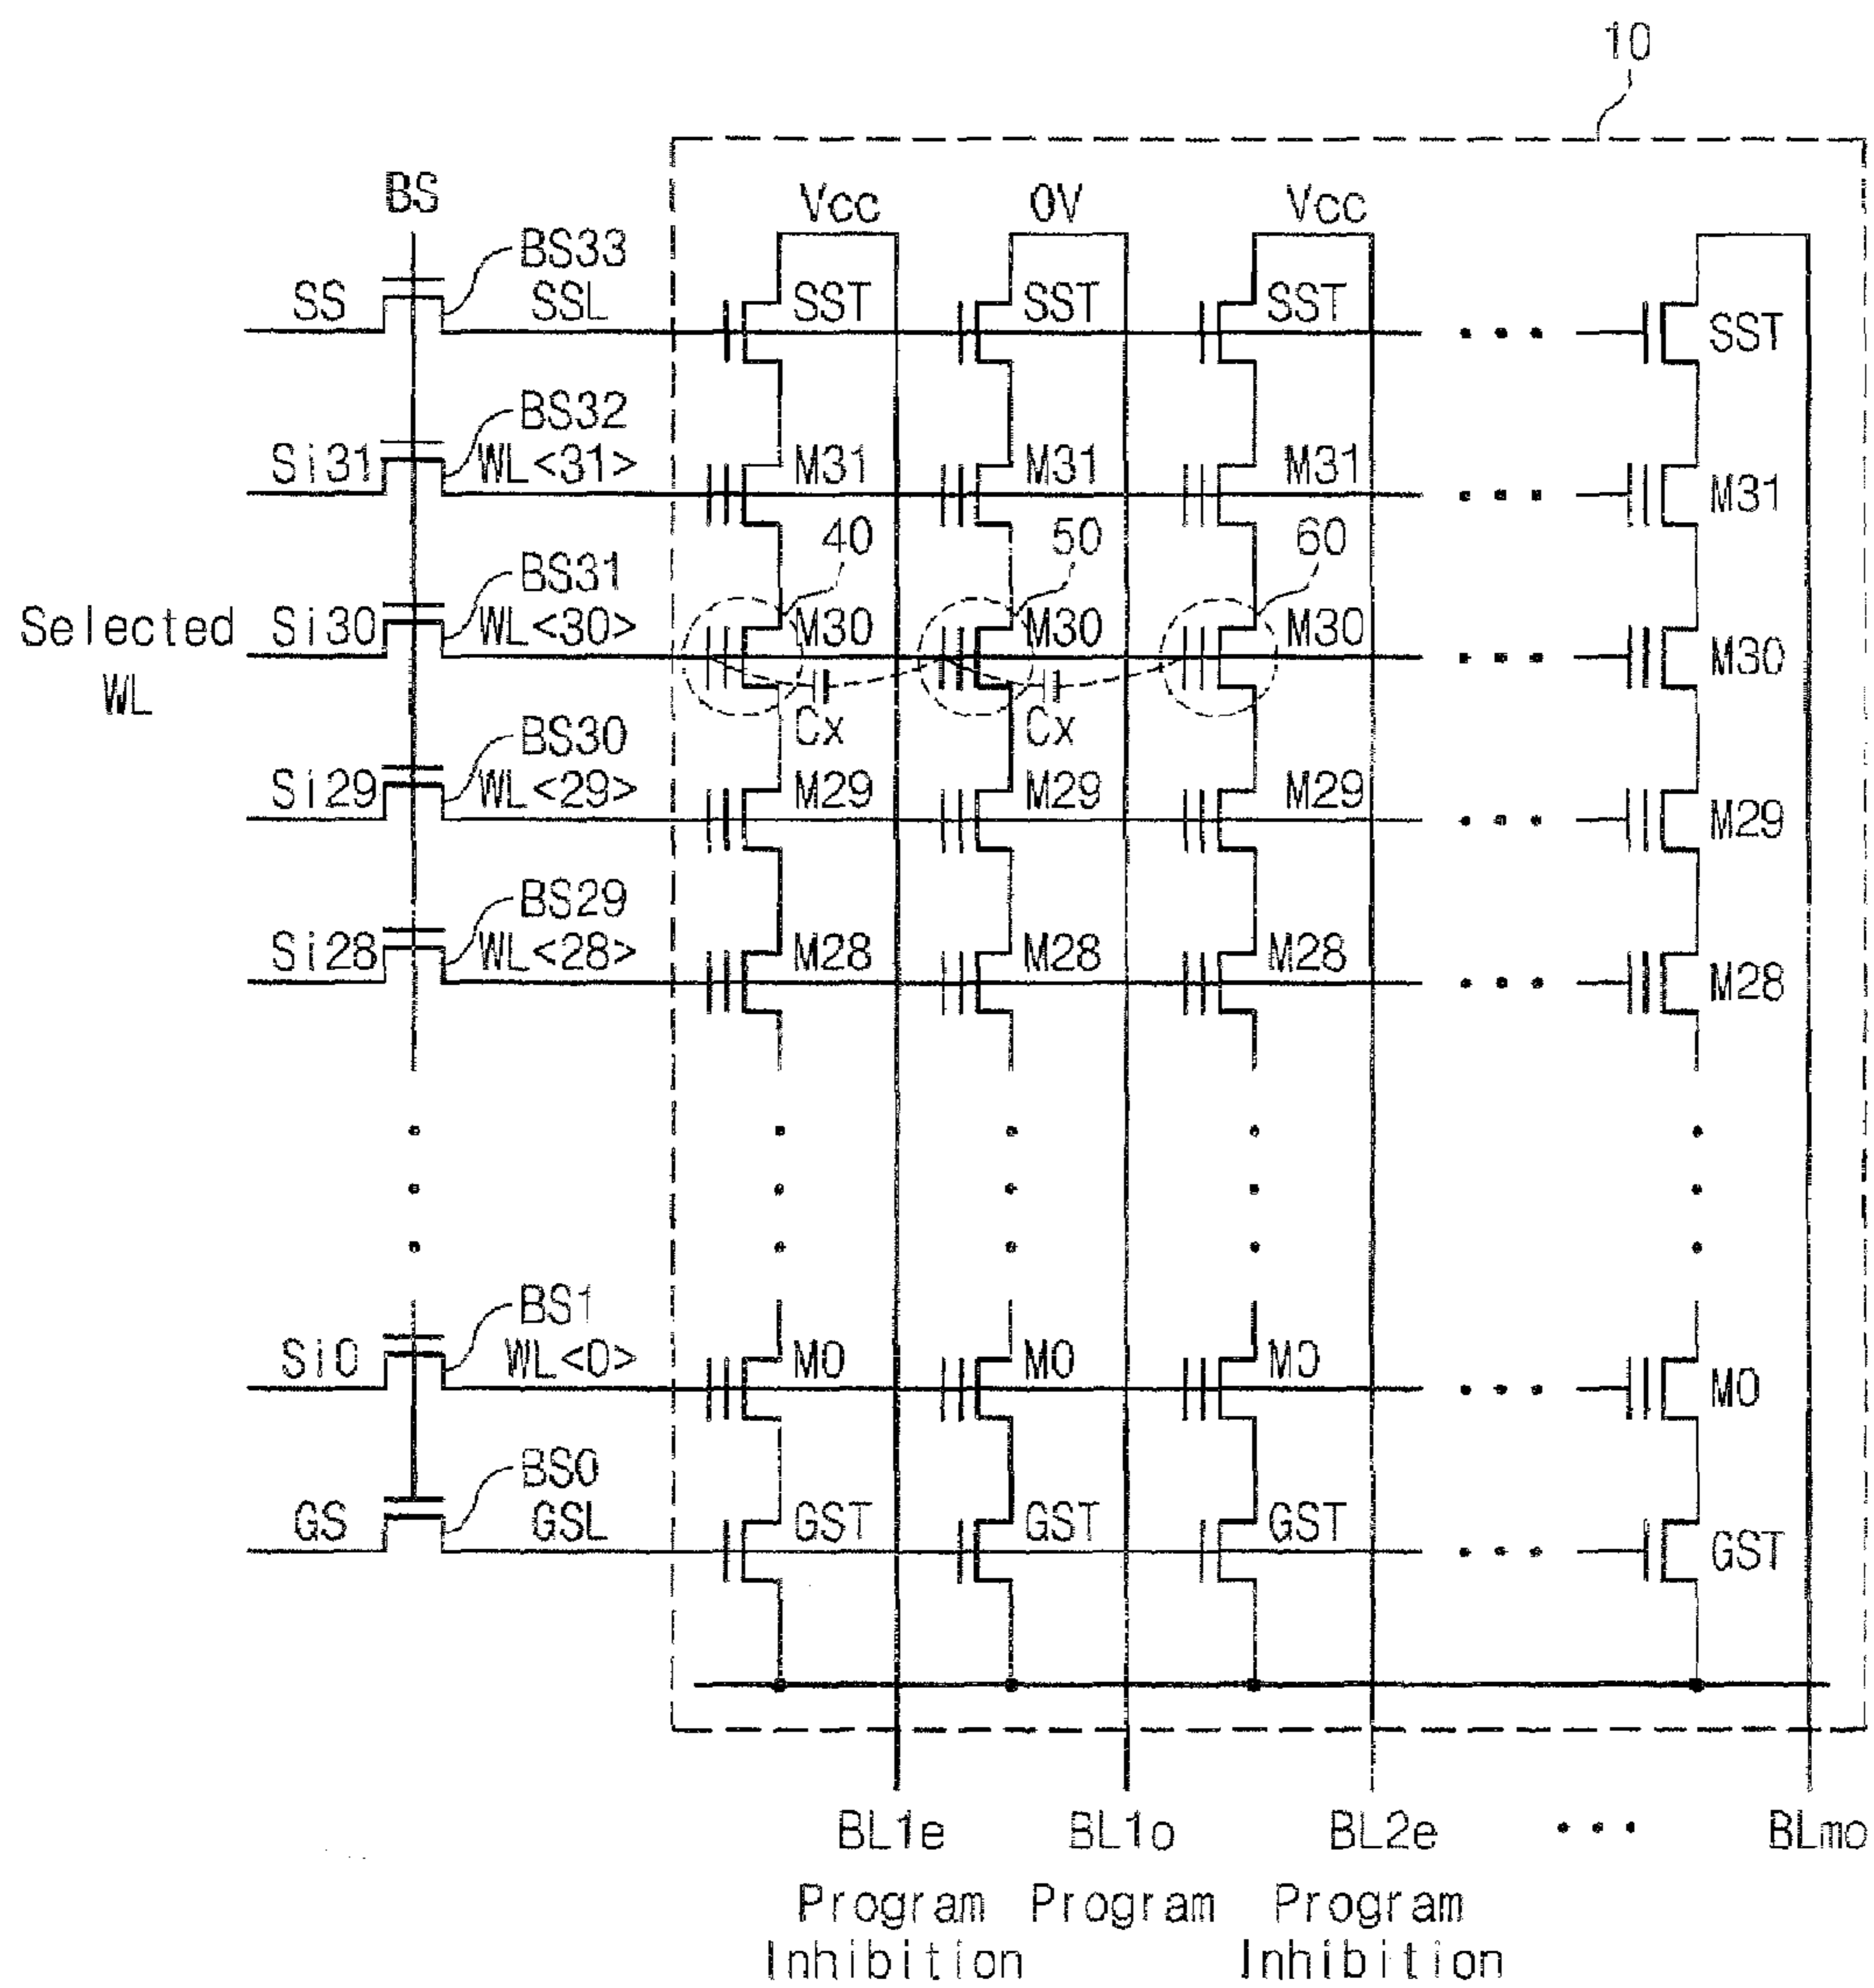 10
BS Vcc 0V Vcc
BS33
SS SSL SST SST SST SST
BS32
Si31 WL<31> M31 M31 M31 M31
40 50 60
BS31
Selected WL Si30 WL<30> M30 M30 M30 M30
Cx Cx
BS30
Si29 WL<29> M29 M29 M29 M29
BS29
Si28 WL<28> M28 M28 M28 M28
BS1
Si0 WL<0> M0 M0 M0 M0
BS0
GS GSL GST GST GST GST
BL1e BL1o BL2e ... BLmo
Program Program Program
Inhibition Inhibition